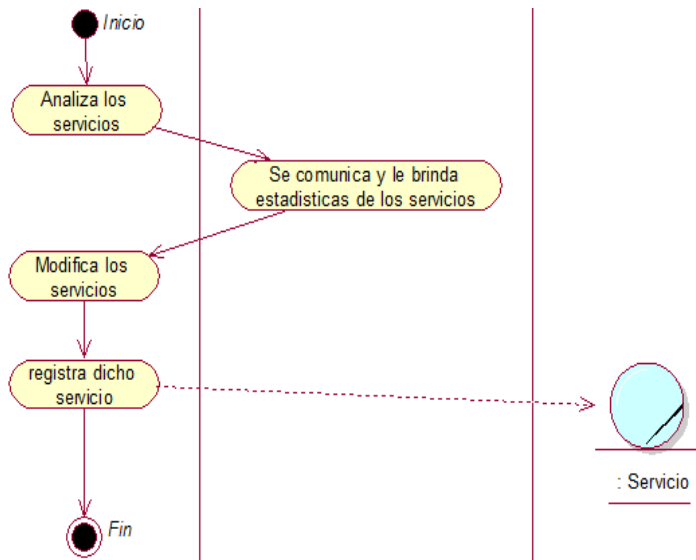 Inicio
Analiza los
servicios
Se comunica y le brinda
estadisticas de los servicios
Modifica los
servicios
registra dicho
servicio
: Servicio
Fin